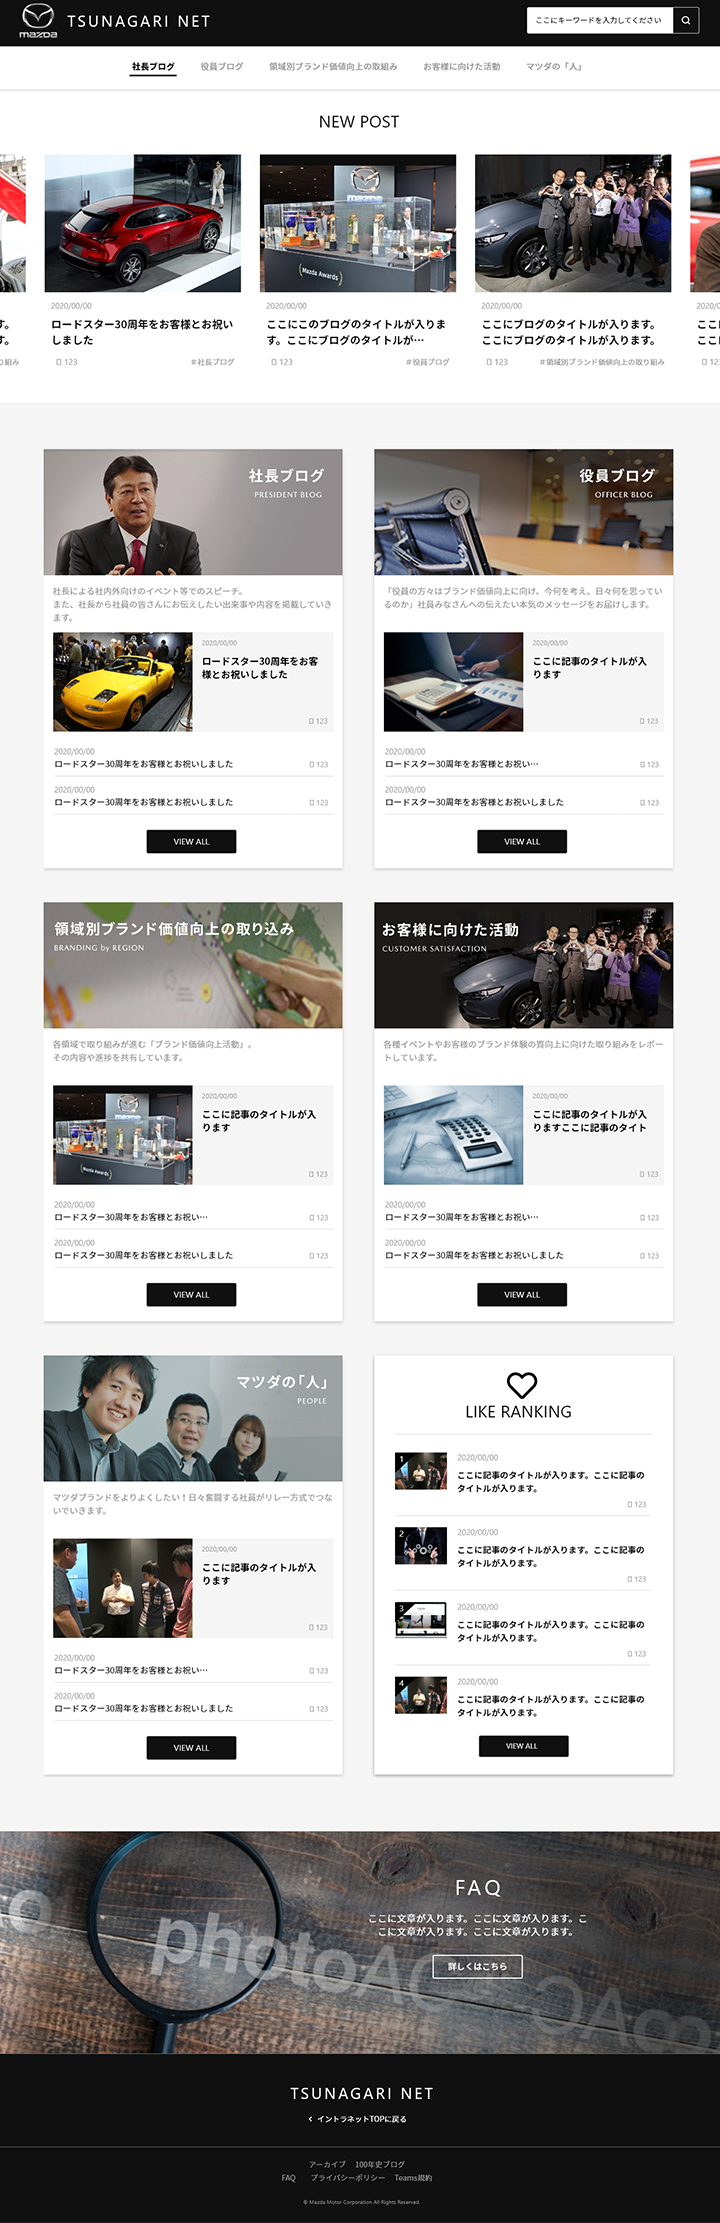 mazda TSUNAGARI NET ここにキーワードを入力してください
社長ブログ 役員ブログ 領域別ブランド価値向上の取組み お客様に向けた活動 マツダの「人」
NEW POST
mazda
Mazda Awards
2020/00/00
ロードスター30周年をお客様とお祝い
しました
123 #社長ブログ
2020/00/00
ここにこのブログのタイトルが入りま
す。ここにブログのタイトルが…
123 #役員ブログ
2020/00/00
ここにブログのタイトルが入ります。
ここにブログのタイトルが入ります。
123 #領域別ブランド価値向上の取り組み
す。
す。
り組み
2020/0
ここに
ここに
12
社長ブログ
PRESIDENT BLOG
社長による社内外向けのイベント等でのスピーチ。
また、社長から社員の皆さんにお伝えしたい出来事や内容を掲載していき
ます。
2020/00/00
ロードスター30周年をお客
様とお祝いしました
123
2020/00/00
ロードスター30周年をお客様とお祝いしました 123
2020/00/00
ロードスター30周年をお客様とお祝いしました 123
VIEW ALL
役員ブログ
OFFICER BLOG
「役員の方々はブランド価値向上に向け、今何を考え、日々何を思ってい
るのか」社員みなさんへの伝えたい本気のメッセージをお届けします。
2020/00/00
ここに記事のタイトルが入
ります
123
2020/00/00
ロードスター30周年をお客様とお祝い… 123
2020/00/00
ロードスター30周年をお客様とお祝いしました 123
VIEW ALL
領域別ブランド価値向上の取り込み
BRANDING by REGION
各領域で取り組みが進む「ブランド価値向上活動」。
その内容や進捗を共有しています。
mazda
Mazda Awards
2020/00/00
ここに記事のタイトルが入
ります
123
2020/00/00
ロードスター30周年をお客様とお祝い… 123
2020/00/00
ロードスター30周年をお客様とお祝いしました 123
VIEW ALL
お客様に向けた活動
CUSTOMER SATISFACTION
各種イベントやお客様のブランド体験の質向上に向けた取り組みをレポー
トしています。
2020/00/00
ここに記事のタイトルが入
りますここに記事のタイト
123
2020/00/00
ロードスター30周年をお客様とお祝い… 123
2020/00/00
ロードスター30周年をお客様とお祝いしました 123
VIEW ALL
マツダの「人」
PEOPLE
マツダブランドをよりよくしたい！日々奮闘する社員がリレー方式でつな
いでいきます。
2020/00/00
ここに記事のタイトルが入
ります
123
2020/00/00
ロードスター30周年をお客様とお祝い… 123
2020/00/00
ロードスター30周年をお客様とお祝いしました 123
VIEW ALL
LIKE RANKING
1 2020/00/00
ここに記事のタイトルが入ります。ここに記事の
タイトルが入ります。
123
2 2020/00/00
ここに記事のタイトルが入ります。ここに記事の
タイトルが入ります。
123
3 2020/00/00
ここに記事のタイトルが入ります。ここに記事の
タイトルが入ります。
123
4 2020/00/00
ここに記事のタイトルが入ります。ここに記事の
タイトルが入ります。
VIEW ALL
FAQ
ここに文章が入ります。ここに文章が入ります。こ
こに文章が入ります。ここに文章が入ります。
詳しくはこちら
photoAC
TSUNAGARI NET
イントラネットTOPに戻る
アーカイブ 100年史ブログ
FAQ プライバシーポリシー Teams規約
© Mazda Motor Corporation All Rights Reserved.